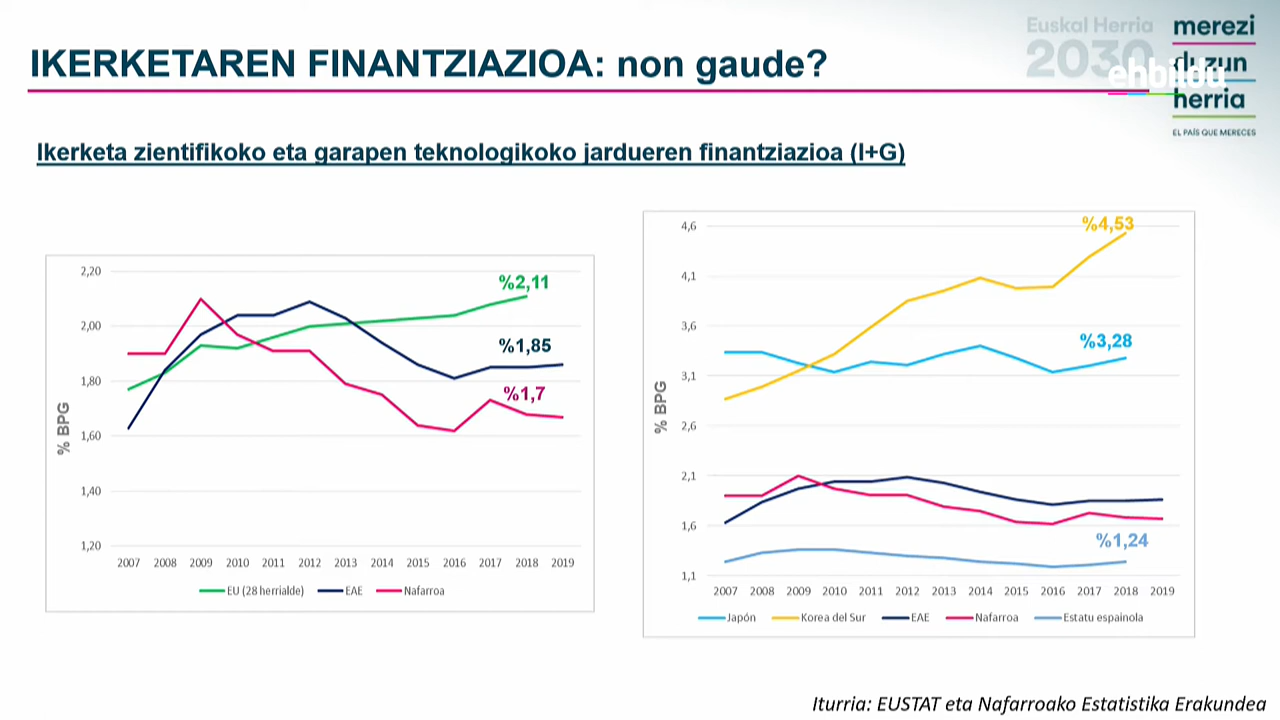 IKERKETAREN FINANTZIAZIOA: non gaude?
Euskal Herria
2030
merezi
duzun
herria
EL PAÍS QUE MERECES
ehbildu
Ikerketa zientifikoko eta garapen teknologikoko jardueren finantziazioa (I+G)
% BPG
2,20
2,00
1,80
1,60
1,40
1,20
%2,11
%1,85
%1,7
2007 2008 2009 2010 2011 2012 2013 2014 2015 2016 2017 2018 2019
EU (28 herrialde) EAE Nafarroa
% BPG
4,6
4,1
3,6
3,1
2,6
2,1
1,6
1,1
%4,53
%3,28
%1,24
2007 2008 2009 2010 2011 2012 2013 2014 2015 2016 2017 2018 2019
Japón Korea del Sur EAE Nafarroa Estatu espainola
Iturria: EUSTAT eta Nafarroako Estatistika Erakundea